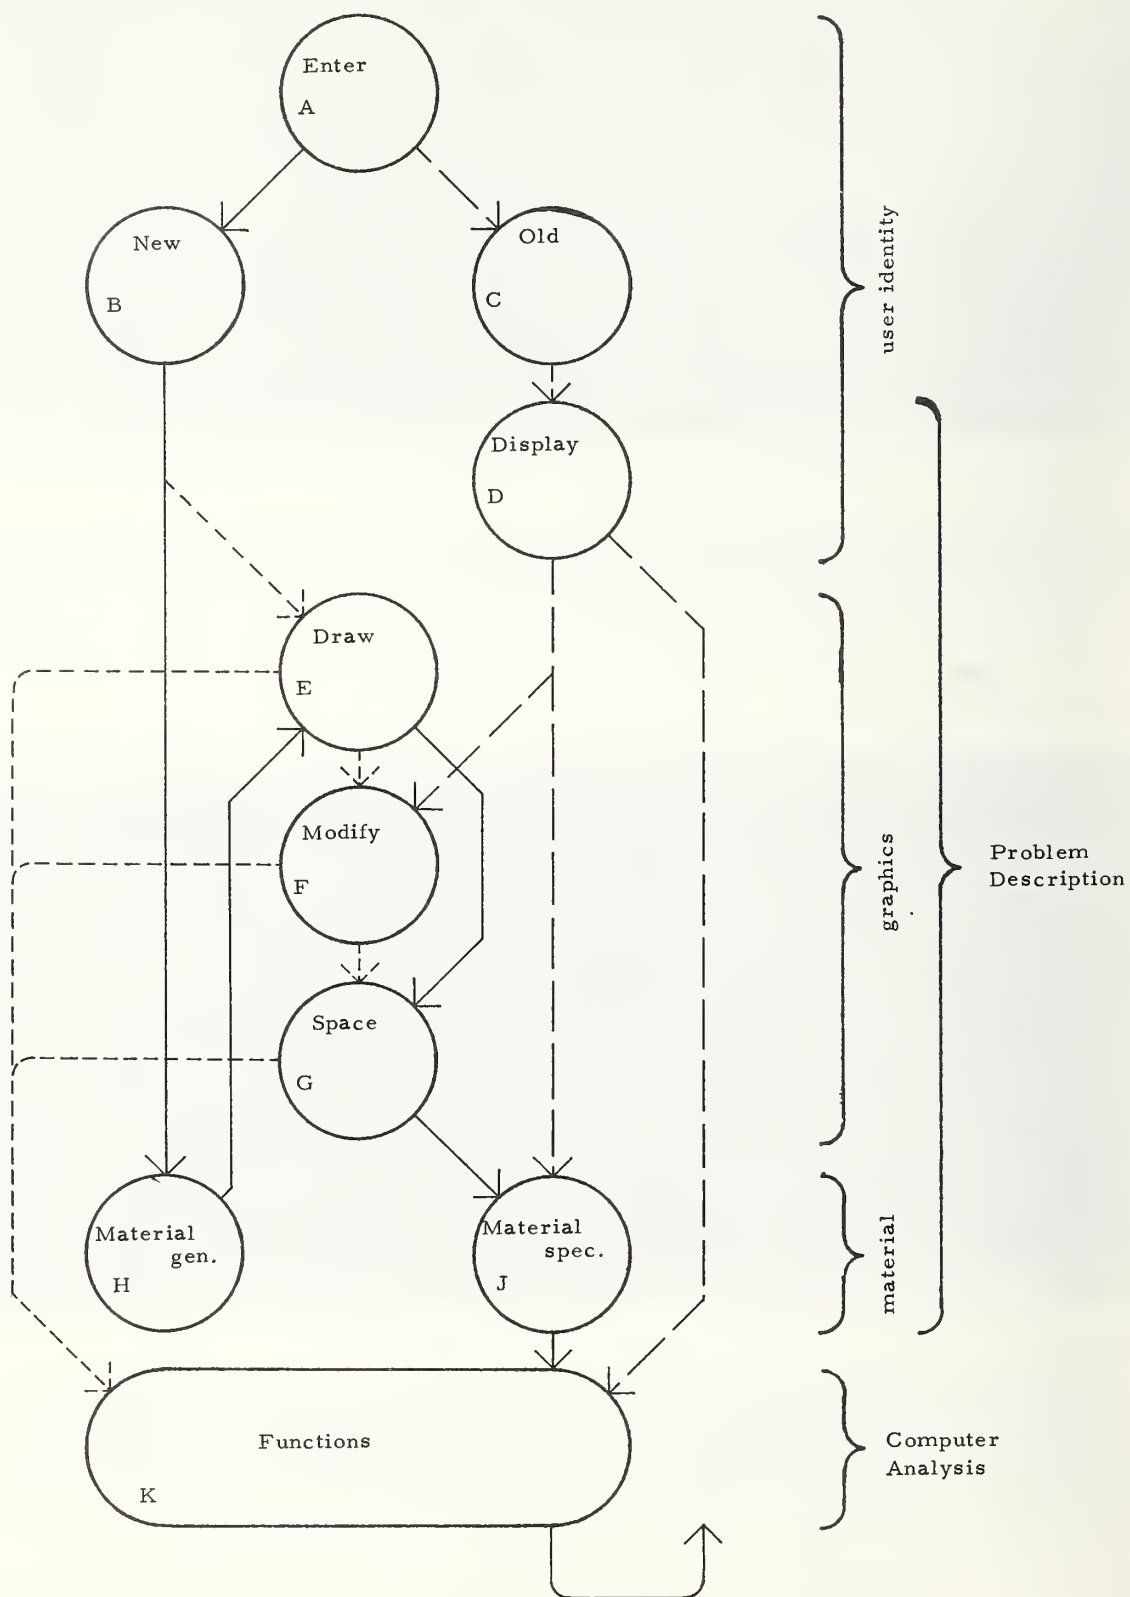 Enter
A
New
B
Old
C
user identity
Display
D
Draw
E
Modify
F
graphics
Problem
Description
Space
G
Material
gen.
H
Material
spec.
J
material
Functions
K
Computer
Analysis